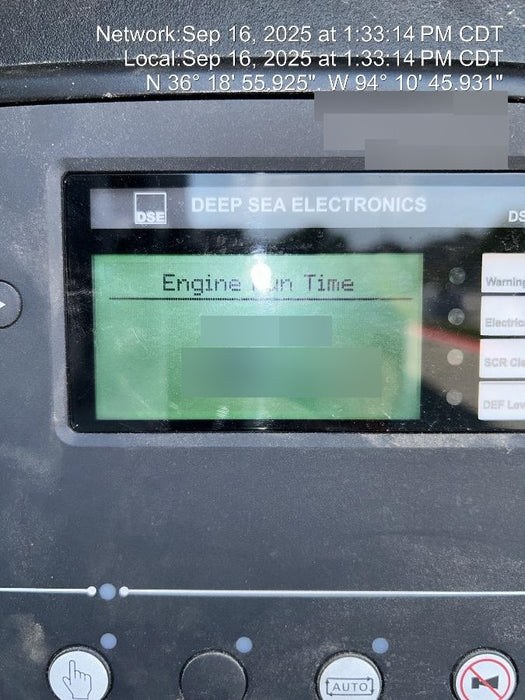 Network:Sep 16, 2025 at 1:33:14 PM CDT
Local:Sep 16, 2025 at 1:33:14 PM CDT
N 36° 18' 55.925", W 94° 10' 45.931"
DSE DEEP SEA ELECTRONICS
Engine Run Time
Warning
SCR
DEF
AUTO